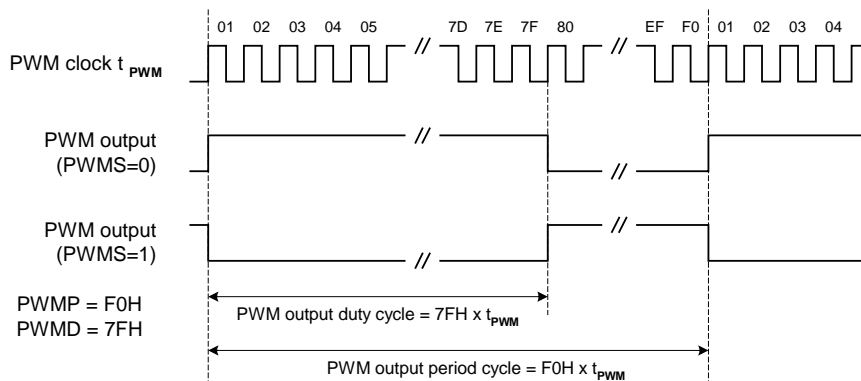 01 02 03 04 05 7D 7E 7F 80 EF F0 01 02 03 04
PWM clock t PWM
PWM output
(PWMS=0)
PWM output
(PWMS=1)
PWMP = F0H
PWMD = 7FH
PWM output duty cycle = 7FH x tPWM
PWM output period cycle = F0H x tPWM